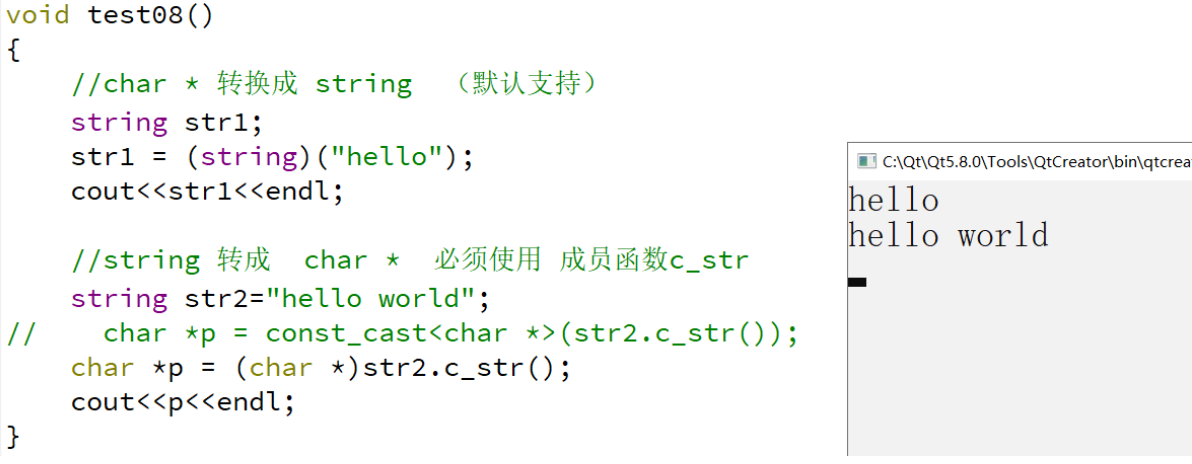 void test08()
{
    //char * 转换成 string  （默认支持）
    string str1;
    str1 = (string)("hello");
    cout<<str1<<endl;

    //string 转成  char *  必须使用 成员函数c_str
    string str2="hello world";
//    char *p = const_cast<char *>(str2.c_str());
    char *p = (char *)str2.c_str();
    cout<<p<<endl;
}
C:\Qt\Qt5.8.0\Tools\QtCreator\bin\qtcrea
hello
hello world